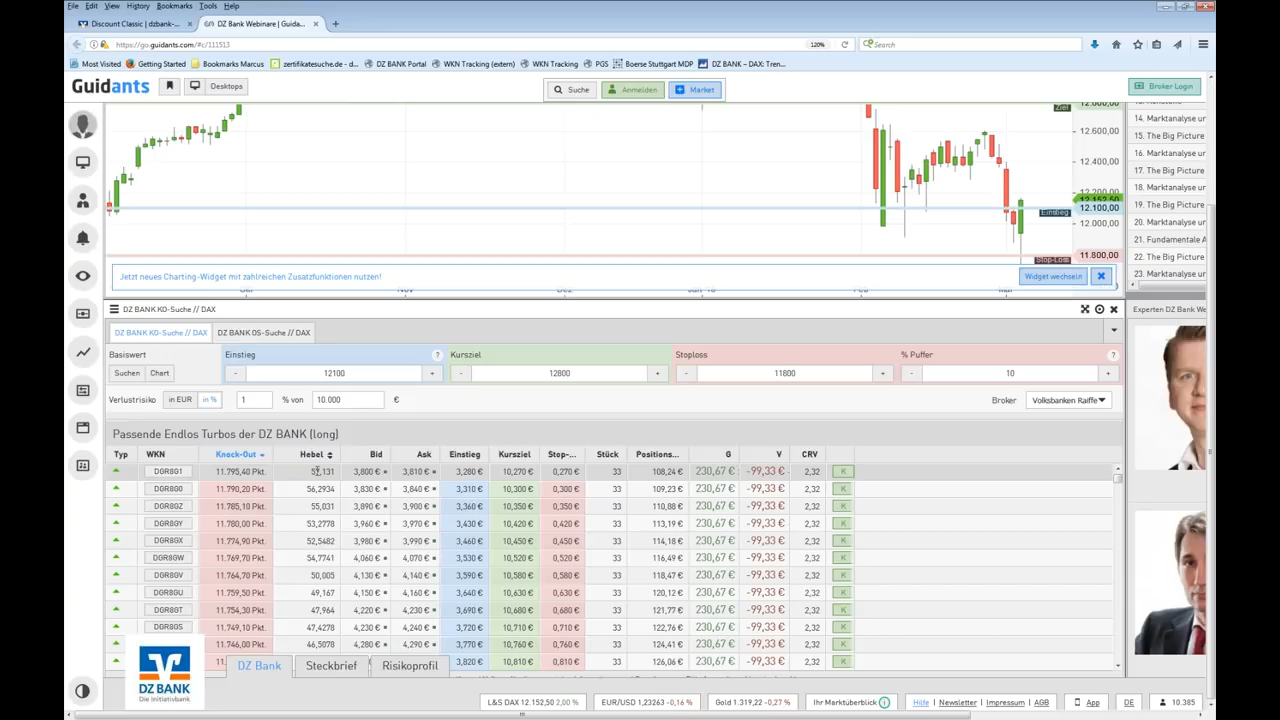 File Edit View History Bookmarks Tools Help
Discount Classic | dzbank-...
DZ BANK Webinare | Guida...
https://go.guidants.com/#c/111513
120%
Search
Most Visited Getting Started Bookmarks Marcus zertifikatesuche.de - d... DZ BANK Portal WKN Tracking (extern) WKN Tracking PGS Boerse Stuttgart MDP DZ BANK – DAX: Tren...
Guidants
Desktops
Suche
Anmelden
Market
Broker Login
Ziel
12.600,00
12.400,00
12.200,00
12.152,50
12.100,00
Einstieg
12.000,00
11.800,00
Stop-Loss
14. Marktanalyse ur
15. The Big Picture
16. Marktanalyse ur
17. The Big Picture
18. Marktanalyse ur
19. The Big Picture
20. Marktanalyse ur
21. Fundamentale A
22. The Big Picture
23. Marktanalyse ur
Jetzt neues Charting-Widget mit zahlreichen Zusatzfunktionen nutzen!
Widget wechseln
DZ BANK KO-Suche // DAX
Experten DZ Bank We
DZ BANK KO-Suche // DAX
DZ BANK OS-Suche // DAX
Basiswert Einstieg ? Kursziel Stoploss % Puffer ?
Suchen Chart - 12100 + - 12800 + - 11800 + - 10 +
Verlustrisiko in EUR in % 1 % von 10.000 € Broker Volksbanken Raiffe
Passende Endlos Turbos der DZ BANK (long)
Typ WKN Knock-Out Hebel Bid Ask Einstieg Kursziel Stop-... Stück Positions... G V CRV
DGR8G1 11.795,40 Pkt. 3,800 € 3,810 € 3,280 € 10,270 € 0,270 € 33 108,24 € 230,67 € -99,33 € 2,32 K
DGR8G0 11.790,20 Pkt. 56,2934 3,830 € 3,840 € 3,310 € 10,300 € 0,300 € 33 109,23 € 230,67 € -99,33 € 2,32 K
DGR8GZ 11.785,10 Pkt. 55,031 3,890 € 3,900 € 3,360 € 10,350 € 0,350 € 33 110,88 € 230,67 € -99,33 € 2,32 K
DGR8GY 11.780,00 Pkt. 53,2778 3,960 € 3,970 € 3,430 € 10,420 € 0,420 € 33 113,19 € 230,67 € -99,33 € 2,32 K
DGR8GX 11.774,90 Pkt. 52,5482 3,980 € 3,990 € 3,460 € 10,450 € 0,450 € 33 114,18 € 230,67 € -99,33 € 2,32 K
DGR8GW 11.769,70 Pkt. 54,7741 4,060 € 4,070 € 3,530 € 10,520 € 0,520 € 33 116,49 € 230,67 € -99,33 € 2,32 K
DGR8GV 11.764,70 Pkt. 50,005 4,130 € 4,140 € 3,590 € 10,580 € 0,580 € 33 118,47 € 230,67 € -99,33 € 2,32 K
DGR8GU 11.759,50 Pkt. 49,167 4,150 € 4,160 € 3,640 € 10,630 € 0,630 € 33 120,12 € 230,67 € -99,33 € 2,32 K
DGR8GT 11.754,30 Pkt. 47,964 4,220 € 4,230 € 3,690 € 10,680 € 0,680 € 33 121,77 € 230,67 € -99,33 € 2,32 K
DGR8GS 11.749,10 Pkt. 47,4278 4,220 € 4,230 € 3,720 € 10,710 € 0,710 € 33 122,76 € 230,67 € -99,33 € 2,32 K
11.746,00 Pkt. 46,5078 4,280 € 4,290 € 3,770 € 10,760 € 0,760 € 33 124,41 € 230,67 € -99,33 € 2,32 K
3,820 € 10,810 € 0,810 € 33 126,06 € 230,67 € -99,33 € 2,32 K
DZ Bank Steckbrief Risikoprofil
DZ BANK
Die Initiativbank
L&S DAX 12.152,50 2,00 % EUR/USD 1,22263 -0,16 % Gold 1.319,22 -0,27 % Ihr Marktüberblick Hilfe Newsletter Impressum AGB App DE 10.385